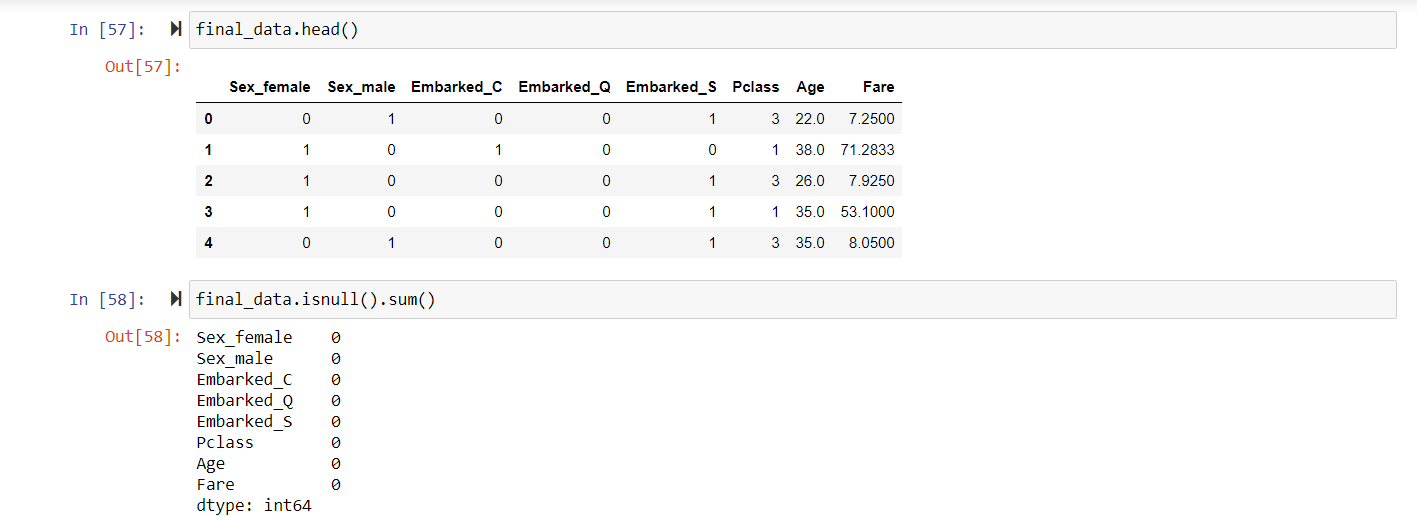 In [57]: final_data.head()
Out[57]:
Sex_female Sex_male Embarked_C Embarked_Q Embarked_S Pclass Age Fare
0 0 1 0 0 1 3 22.0 7.2500
1 1 0 1 0 0 1 38.0 71.2833
2 1 0 0 0 1 3 26.0 7.9250
3 1 0 0 0 1 1 35.0 53.1000
4 0 1 0 0 1 3 35.0 8.0500
In [58]: final_data.isnull().sum()
Out[58]: Sex_female 0
Sex_male 0
Embarked_C 0
Embarked_Q 0
Embarked_S 0
Pclass 0
Age 0
Fare 0
dtype: int64